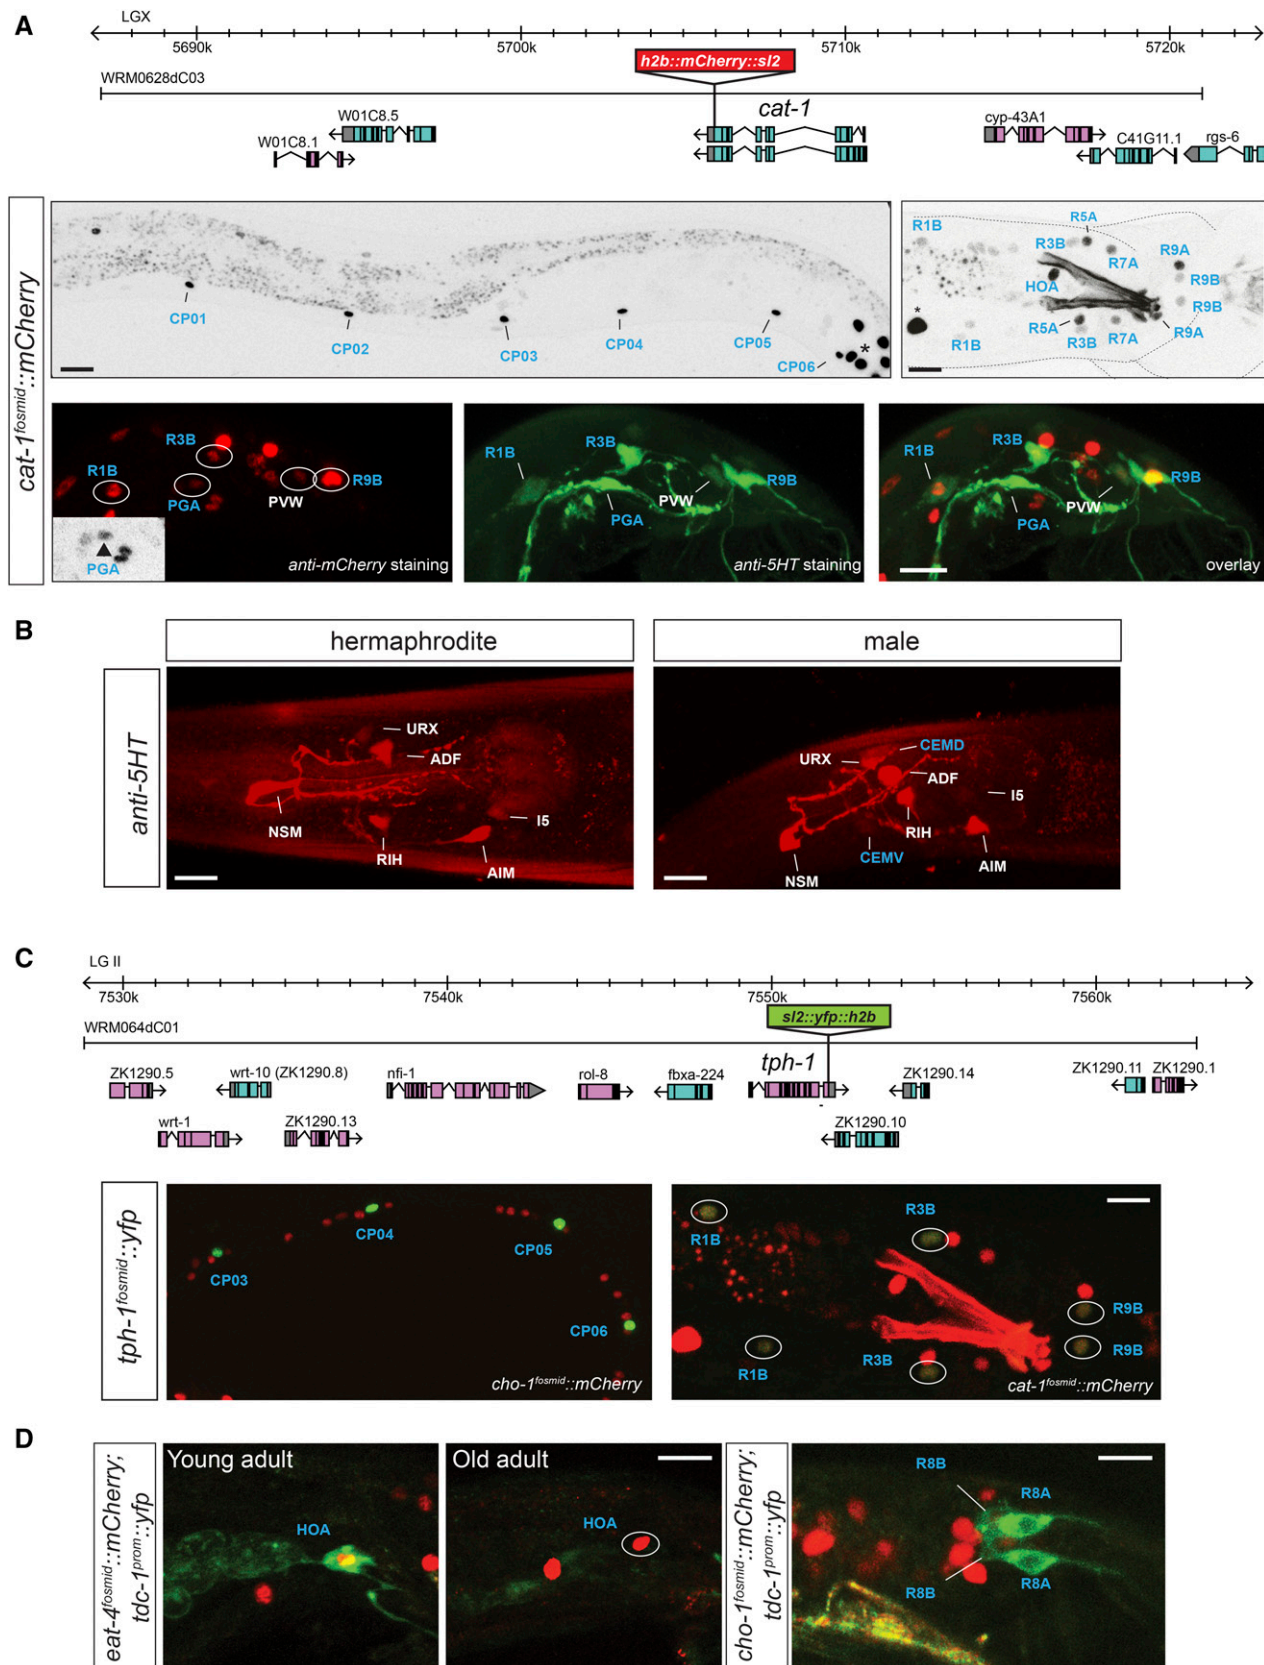 A
LGX
5690k 5700k 5710k 5720k
h2b::mCherry::sl2
WRM0628dC03
cat-1
W01C8.5
W01C8.1
cyp-43A1
C41G11.1
rgs-6
cat-1fosmid::mCherry
CP01
CP02
CP03
CP04
CP05
CP06
*
R1B
R3B
R5A
R7A
R9A
R9B
HOA
R9B
*
R5A
R9A
R3B
R7A
R1B
R3B
R1B
PGA
PVW
R9B
PGA
anti-mCherry staining
R1B
R3B
PVW
R9B
PGA
anti-5HT staining
R1B
R3B
R9B
PVW
PGA
overlay
B
hermaphrodite
male
anti-5HT
URX
ADF
NSM
I5
RIH
AIM
CEMD
URX
ADF
I5
RIH
CEMV
AIM
NSM
C
LG II
7530k 7540k 7550k 7560k
sl2::yfp::h2b
WRM064dC01
tph-1
ZK1290.5
wrt-10 (ZK1290.8)
nfi-1
rol-8
fbxa-224
ZK1290.14
ZK1290.11
ZK1290.1
wrt-1
ZK1290.13
ZK1290.10
tph-1fosmid::yfp
CP03
CP04
CP05
CP06
cho-1fosmid::mCherry
R1B
R3B
R9B
R9B
R3B
R1B
cat-1fosmid::mCherry
D
eat-4fosmid::mCherry;
tdc-1prom::yfp
Young adult
HOA
Old adult
HOA
cho-1fosmid::mCherry;
tdc-1prom::yfp
R8B
R8A
R8B
R8A